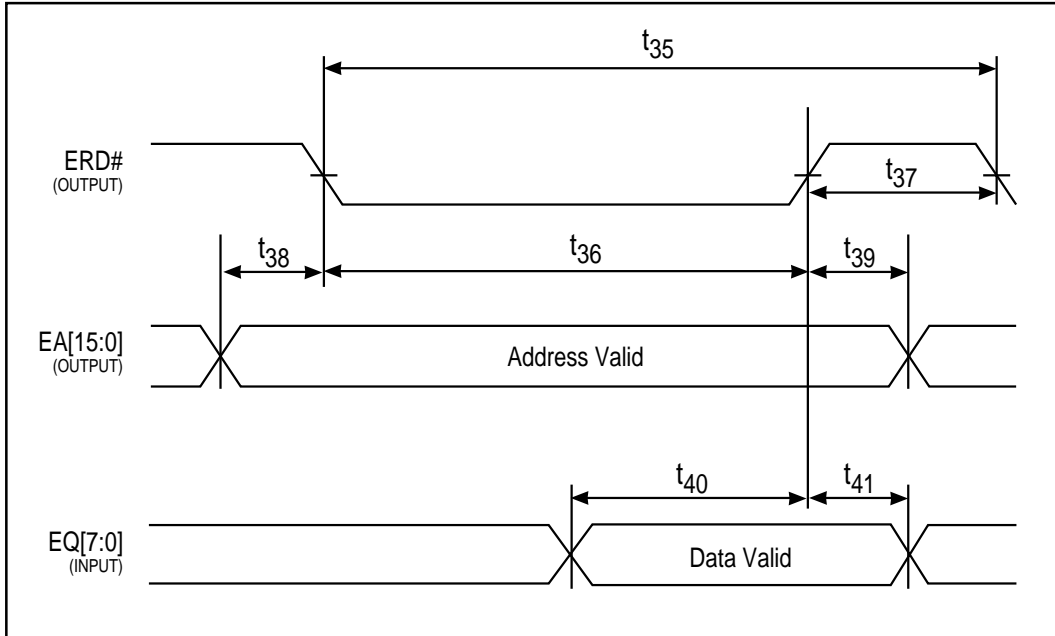 t35
ERD#
(OUTPUT)
t37
t38
t36
t39
EA[15:0]
(OUTPUT)
Address Valid
t40
t41
EQ[7:0]
(INPUT)
Data Valid